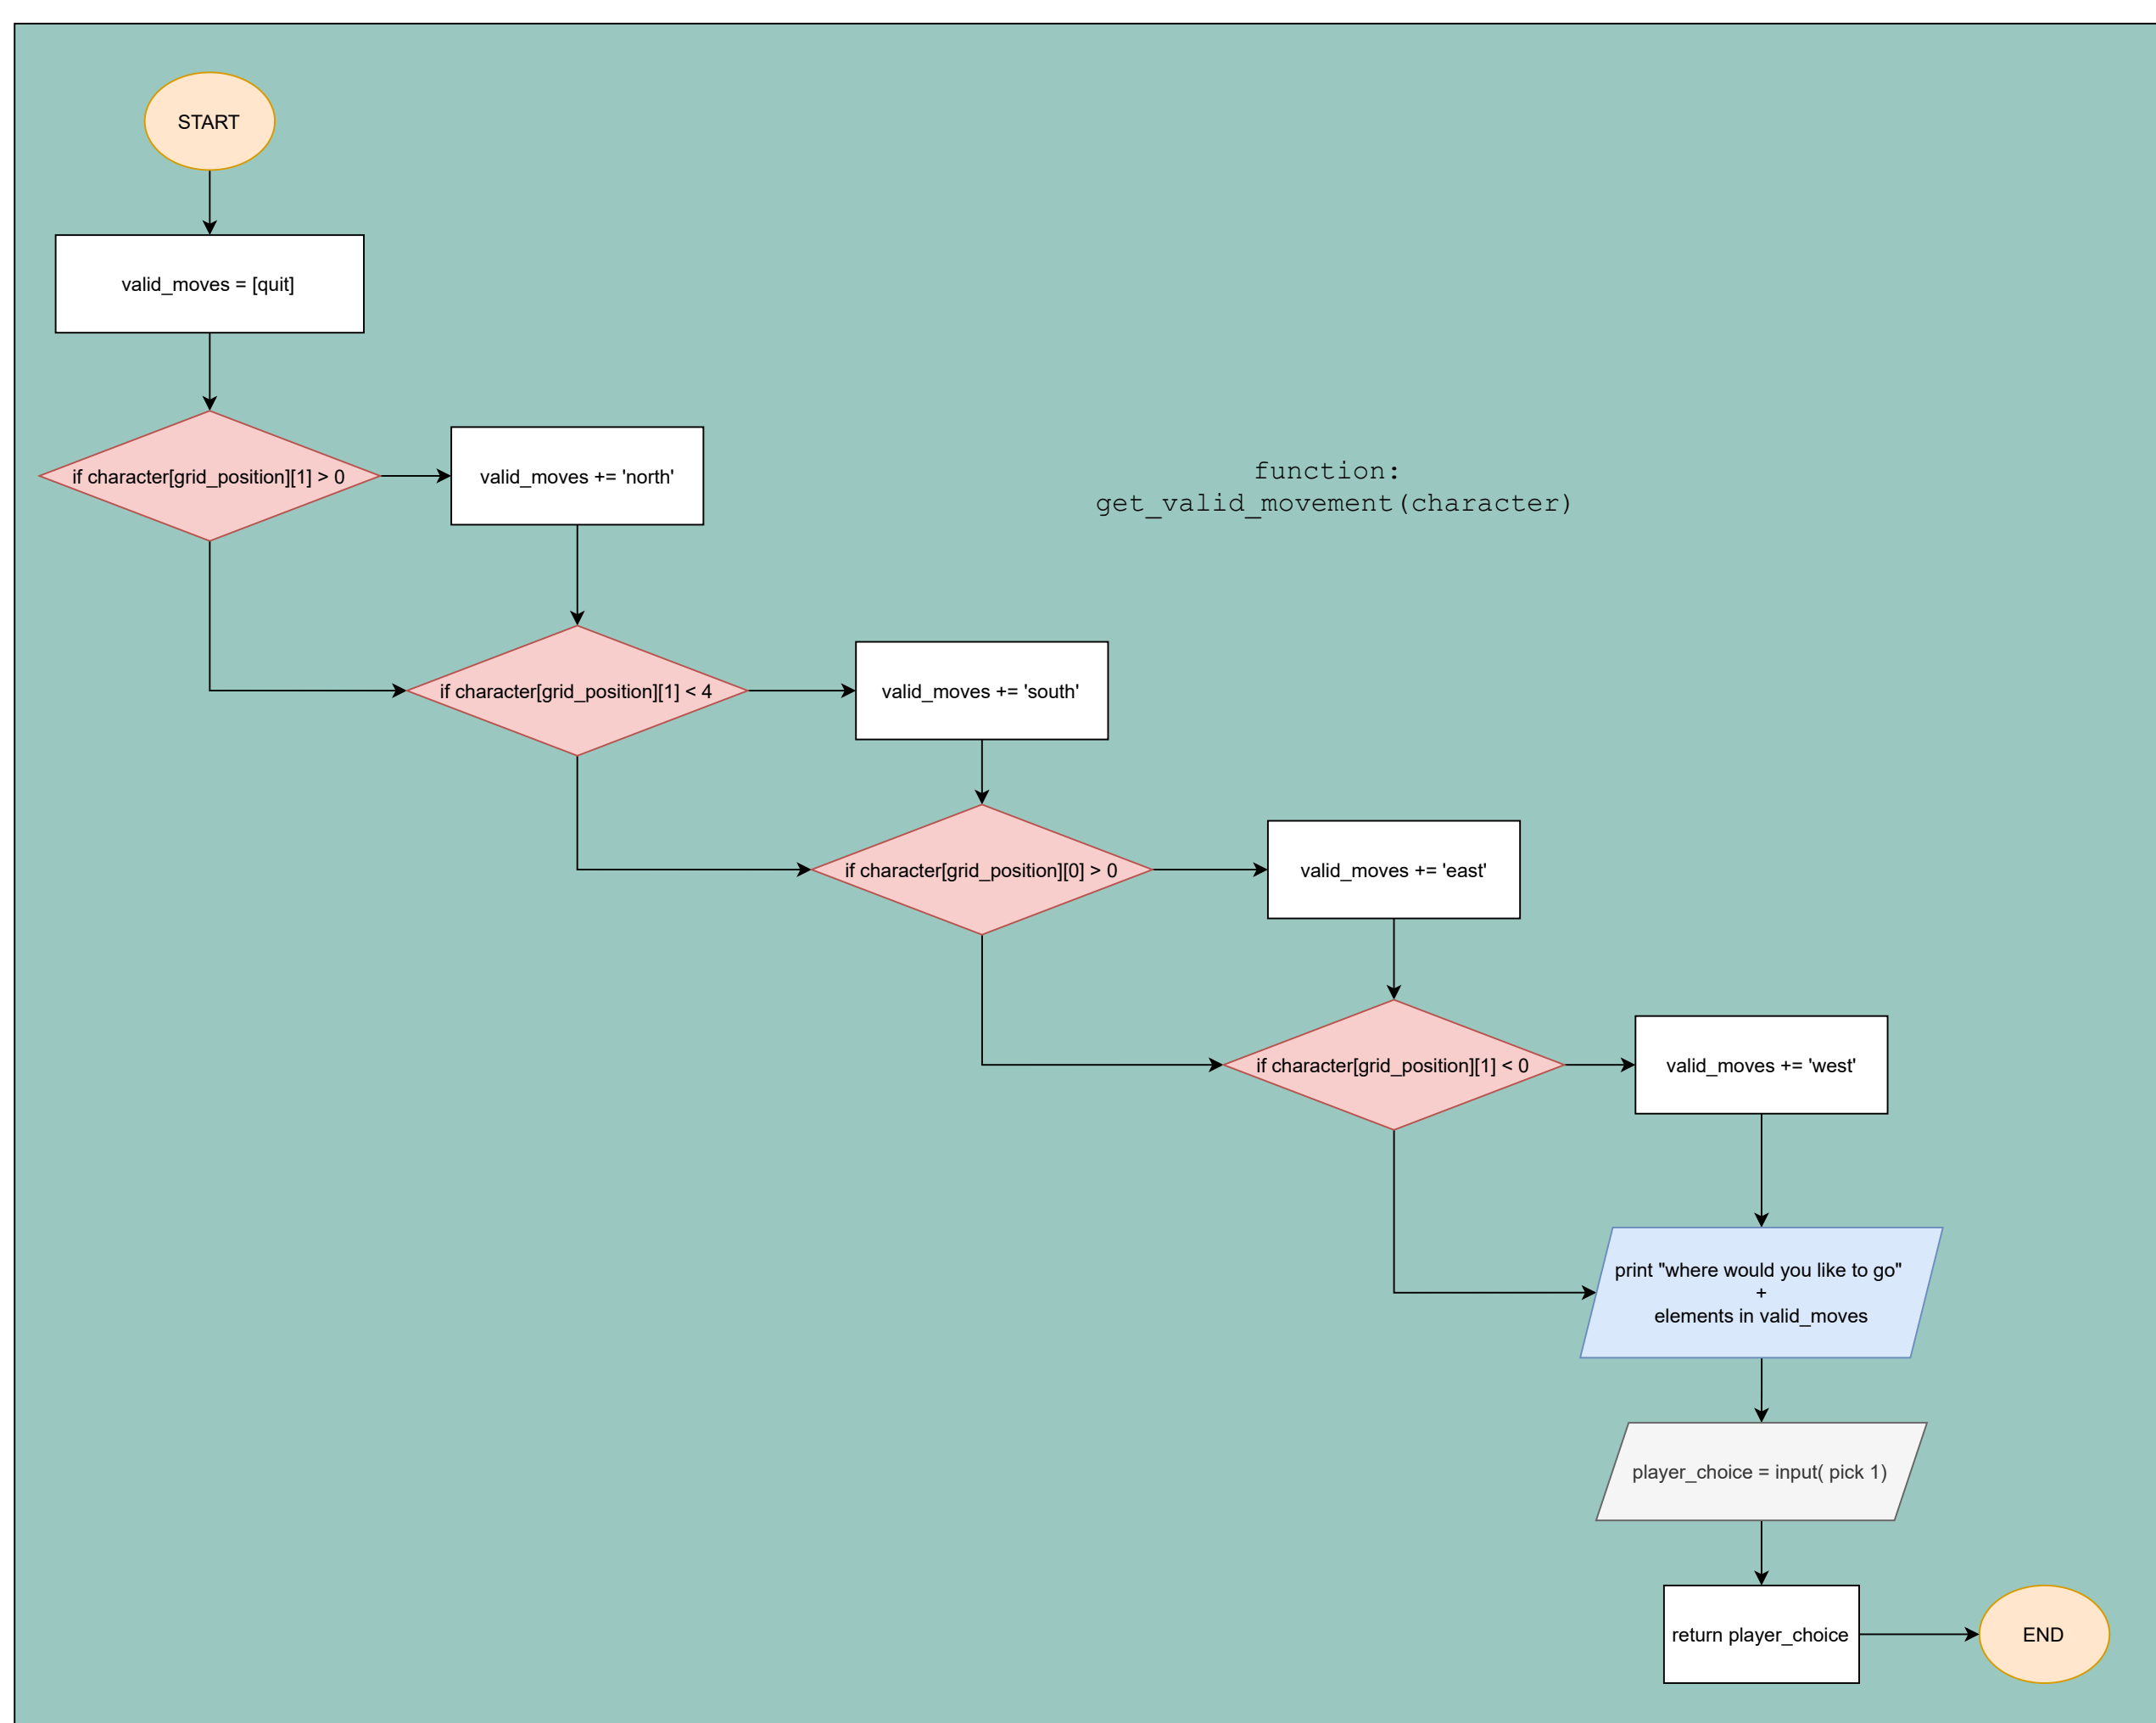 START
valid_moves = [quit]
if character[grid_position][1] > 0
valid_moves += 'north'
function:
get_valid_movement(character)
if character[grid_position][1] < 4
valid_moves += 'south'
if character[grid_position][0] > 0
valid_moves += 'east'
if character[grid_position][1] < 0
valid_moves += 'west'
print "where would you like to go"
+
elements in valid_moves
player_choice = input( pick 1)
return player_choice
END